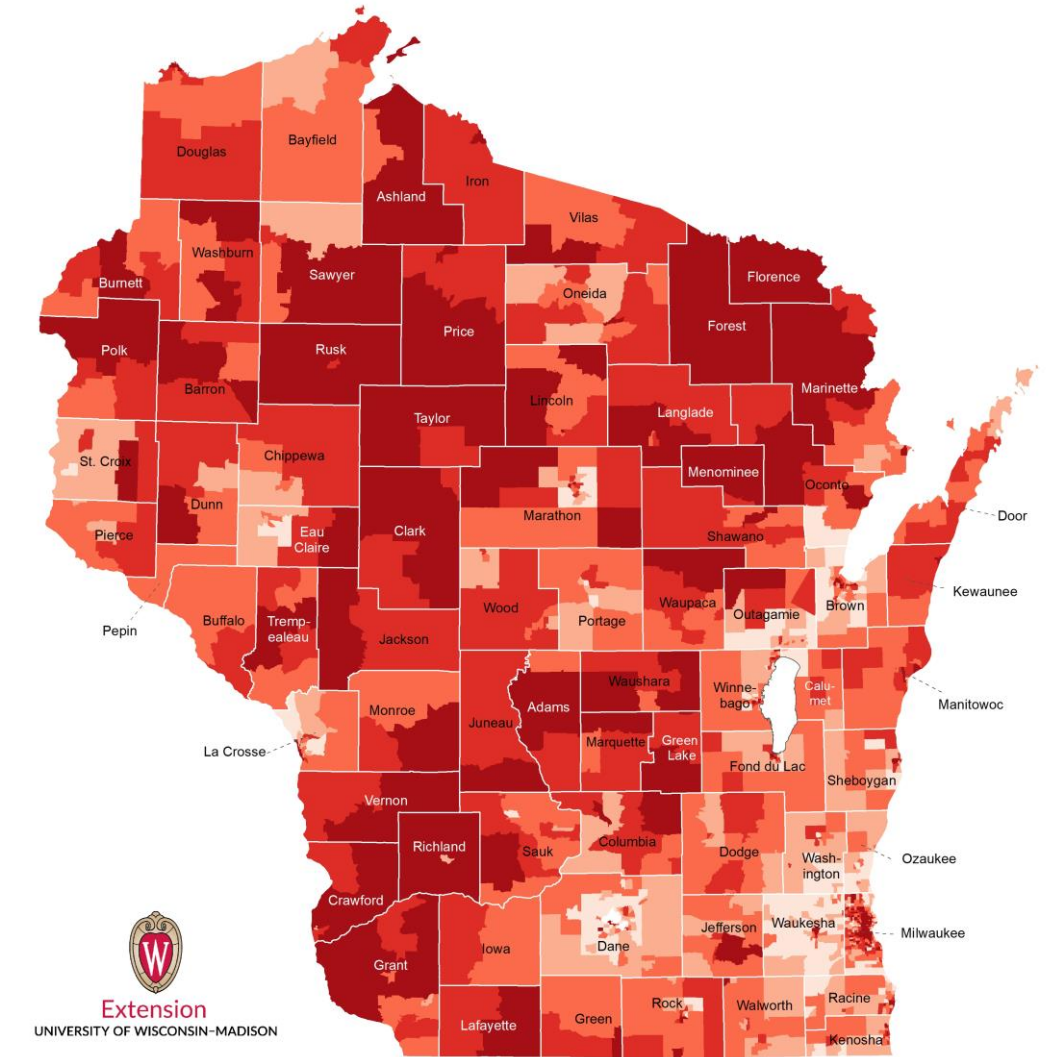 Bayfield
Douglas
Iron
Ashland
Vilas
Washburn
Sawyer
Florence
Burnett
Oneida
Forest
Price
Polk
Rusk
Barron
Marinette
Lincoln
Taylor
Langlade
Chippewa
St. Croix
Menominee
Oconto
Dunn
Marathon
Door
Clark
Pierce
Eau
Claire
Shawano
Kewaunee
Waupaca
Brown
Wood
Outagamie
Buffalo
Tremp-
ealeau
Portage
Pepin
Jackson
Waushara
Winne-
bago
Calu-
met
Manitowoc
Adams
Monroe
Juneau
Marquette
Green
Lake
La Crosse
Fond du Lac
Sheboygan
Vernon
Richland
Sauk
Columbia
Dodge
Wash-
ington
Ozaukee
Crawford
Waukesha
Jefferson
Milwaukee
Dane
Iowa
Grant
Rock
Walworth
Racine
Green
Lafayette
Kenosha
W
Extension
UNIVERSITY OF WISCONSIN–MADISON